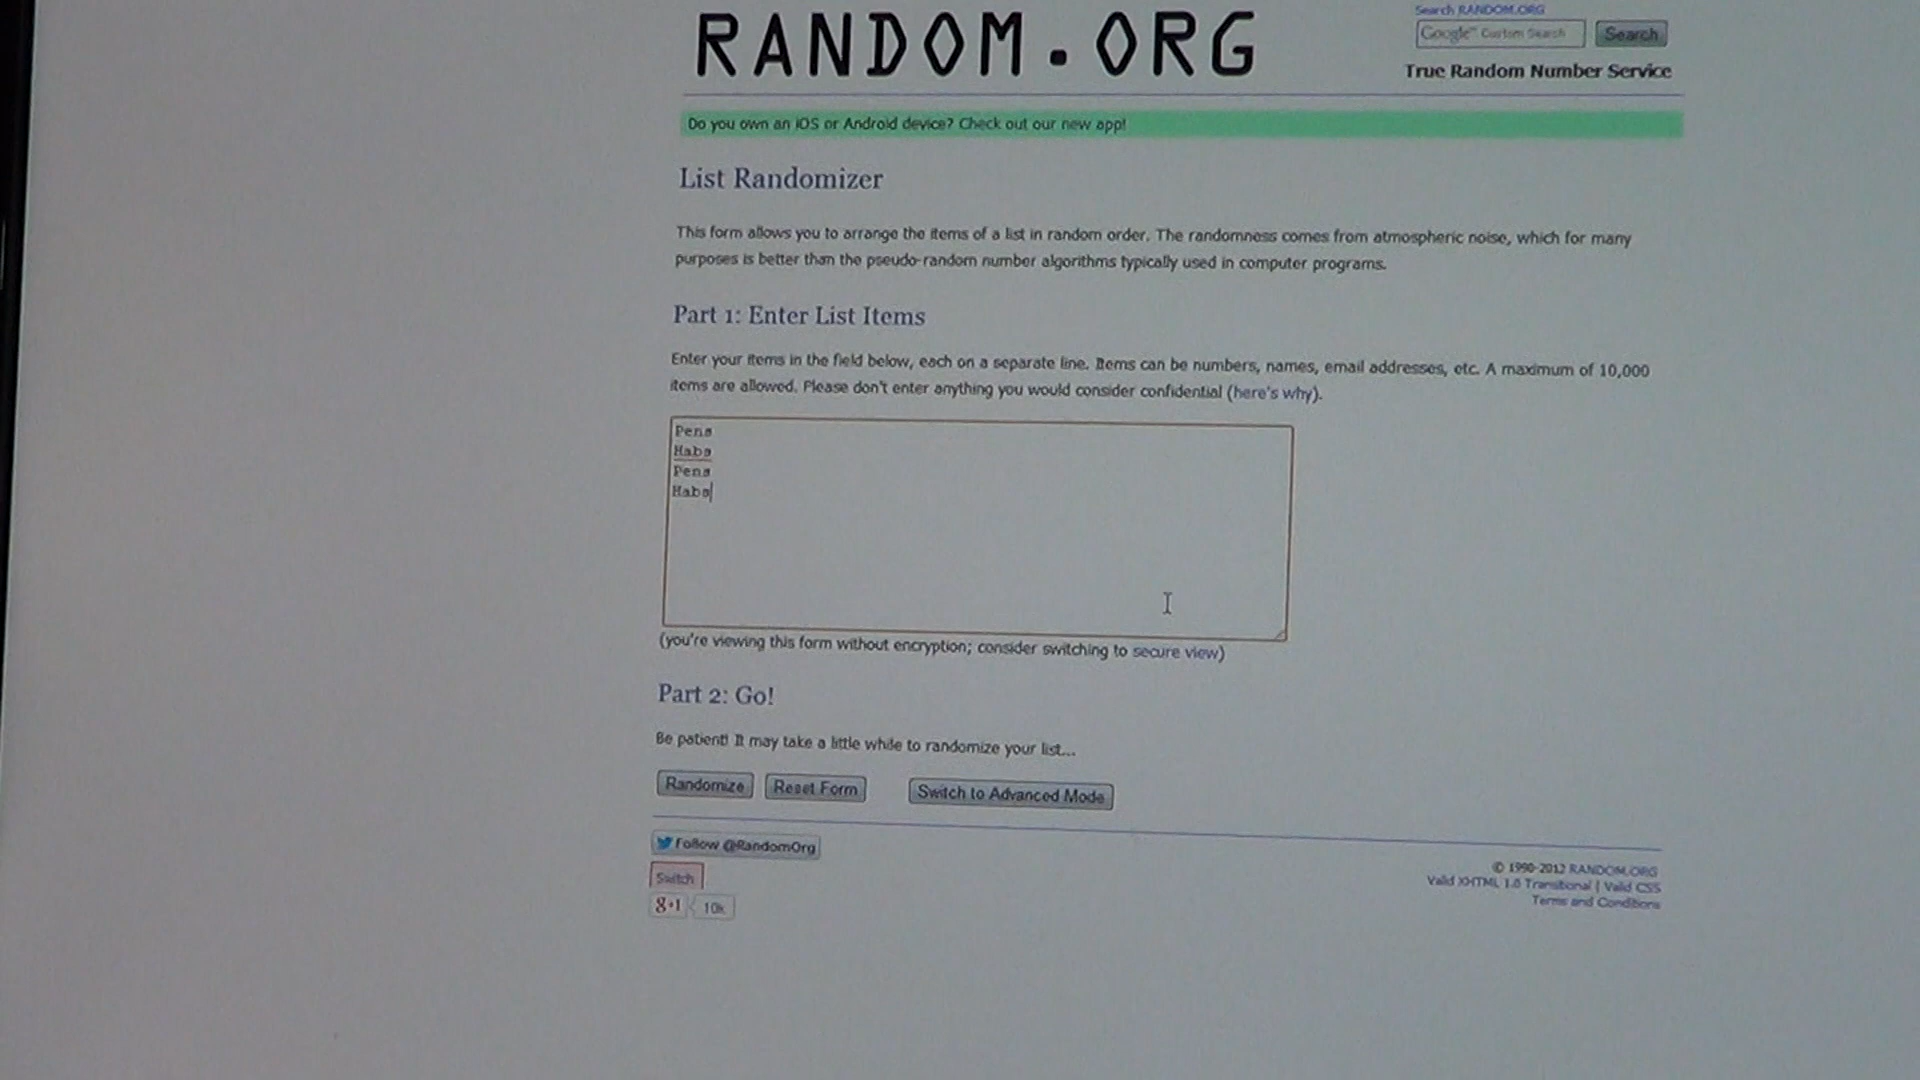 RANDOM.ORG
Search RANDOM.ORG
Google™ Custom Search
Search
True Random Number Service
Do you own an iOS or Android device? Check out our new app!
List Randomizer
This form allows you to arrange the items of a list in random order. The randomness comes from atmospheric noise, which for many
purposes is better than the pseudo-random number algorithms typically used in computer programs.
Part 1: Enter List Items
Enter your items in the field below, each on a separate line. Items can be numbers, names, email addresses, etc. A maximum of 10,000
items are allowed. Please don't enter anything you would consider confidential (here's why).
Pens
Habs
Pens
Habs
(you're viewing this form without encryption; consider switching to secure view)
Part 2: Go!
Be patient! It may take a little while to randomize your list...
Randomize Reset Form Switch to Advanced Mode
Follow @RandomOrg
Switch
g+1 10k
© 1998-2012 RANDOM.ORG
Valid XHTML 1.0 Transitional | Valid CSS
Terms and Conditions